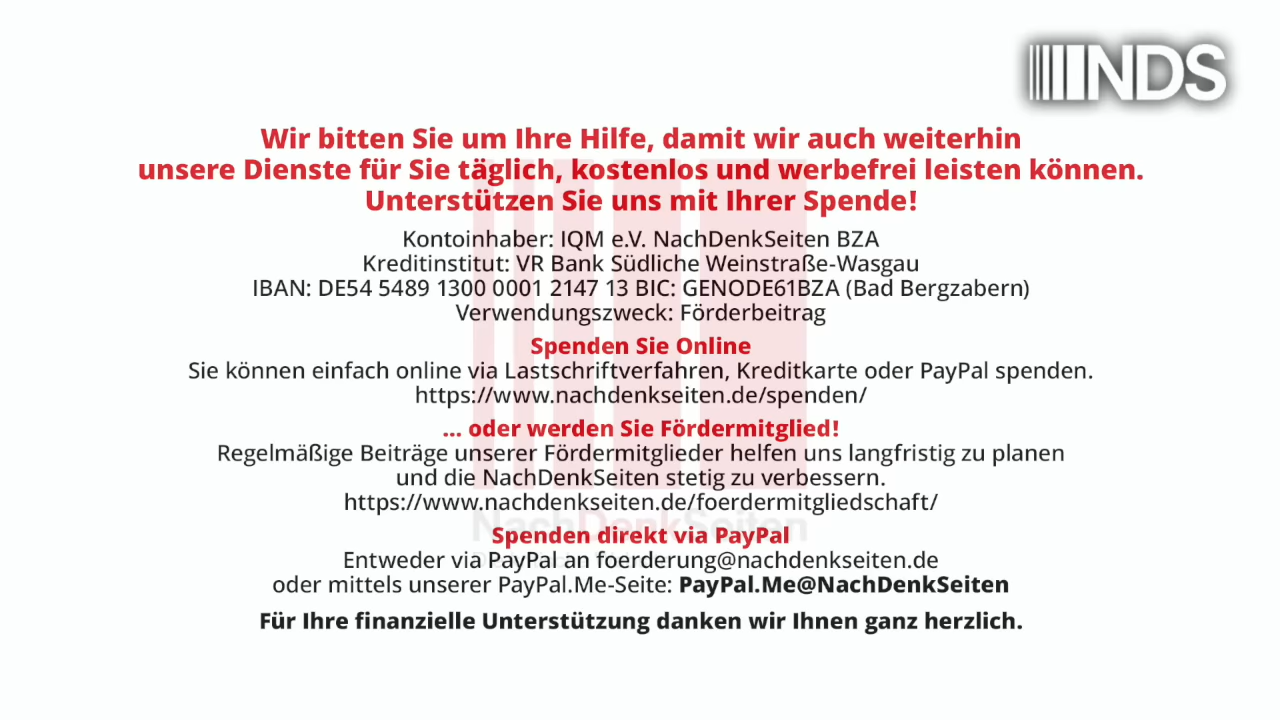 NDS
Wir bitten Sie um Ihre Hilfe, damit wir auch weiterhin
unsere Dienste für Sie täglich, kostenlos und werbefrei leisten können.
Unterstützen Sie uns mit Ihrer Spende!
Kontoinhaber: IQM e.V. NachDenkSeiten BZA
Kreditinstitut: VR Bank Südliche Weinstraße-Wasgau
IBAN: DE54 5489 1300 0001 2147 13 BIC: GENODE61BZA (Bad Bergzabern)
Verwendungszweck: Förderbeitrag
Spenden Sie Online
Sie können einfach online via Lastschriftverfahren, Kreditkarte oder PayPal spenden.
https://www.nachdenkseiten.de/spenden/
... oder werden Sie Fördermitglied!
Regelmäßige Beiträge unserer Fördermitglieder helfen uns langfristig zu planen
und die NachDenkSeiten stetig zu verbessern.
https://www.nachdenkseiten.de/foerdermitgliedschaft/
NachDenkSeiten
Spenden direkt via PayPal
Entweder via PayPal an foerderung@nachdenkseiten.de
oder mittels unserer PayPal.Me-Seite: PayPal.Me@NachDenkSeiten
Für Ihre finanzielle Unterstützung danken wir Ihnen ganz herzlich.